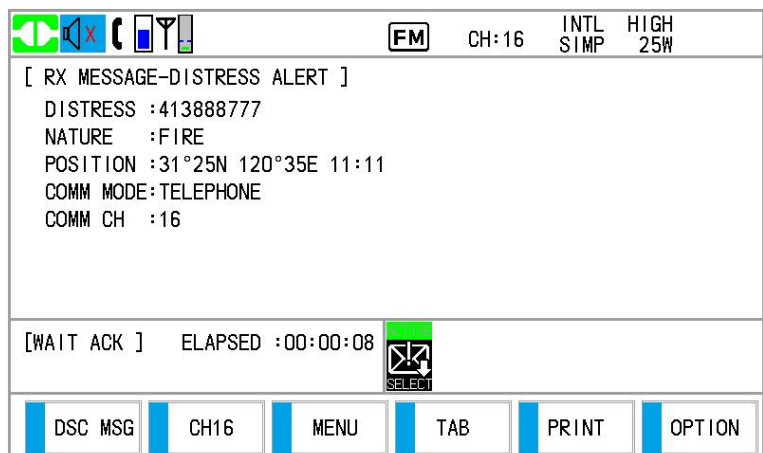 FM CH:16 INTL HIGH
SIMP 25W
[ RX MESSAGE-DISTRESS ALERT ]
DISTRESS :413888777
NATURE :FIRE
POSITION :31°25N 120°35E 11:11
COMM MODE:TELEPHONE
COMM CH :16
[WAIT ACK ] ELAPSED :00:00:08
SELECT
DSC MSG CH16 MENU TAB PRINT OPTION